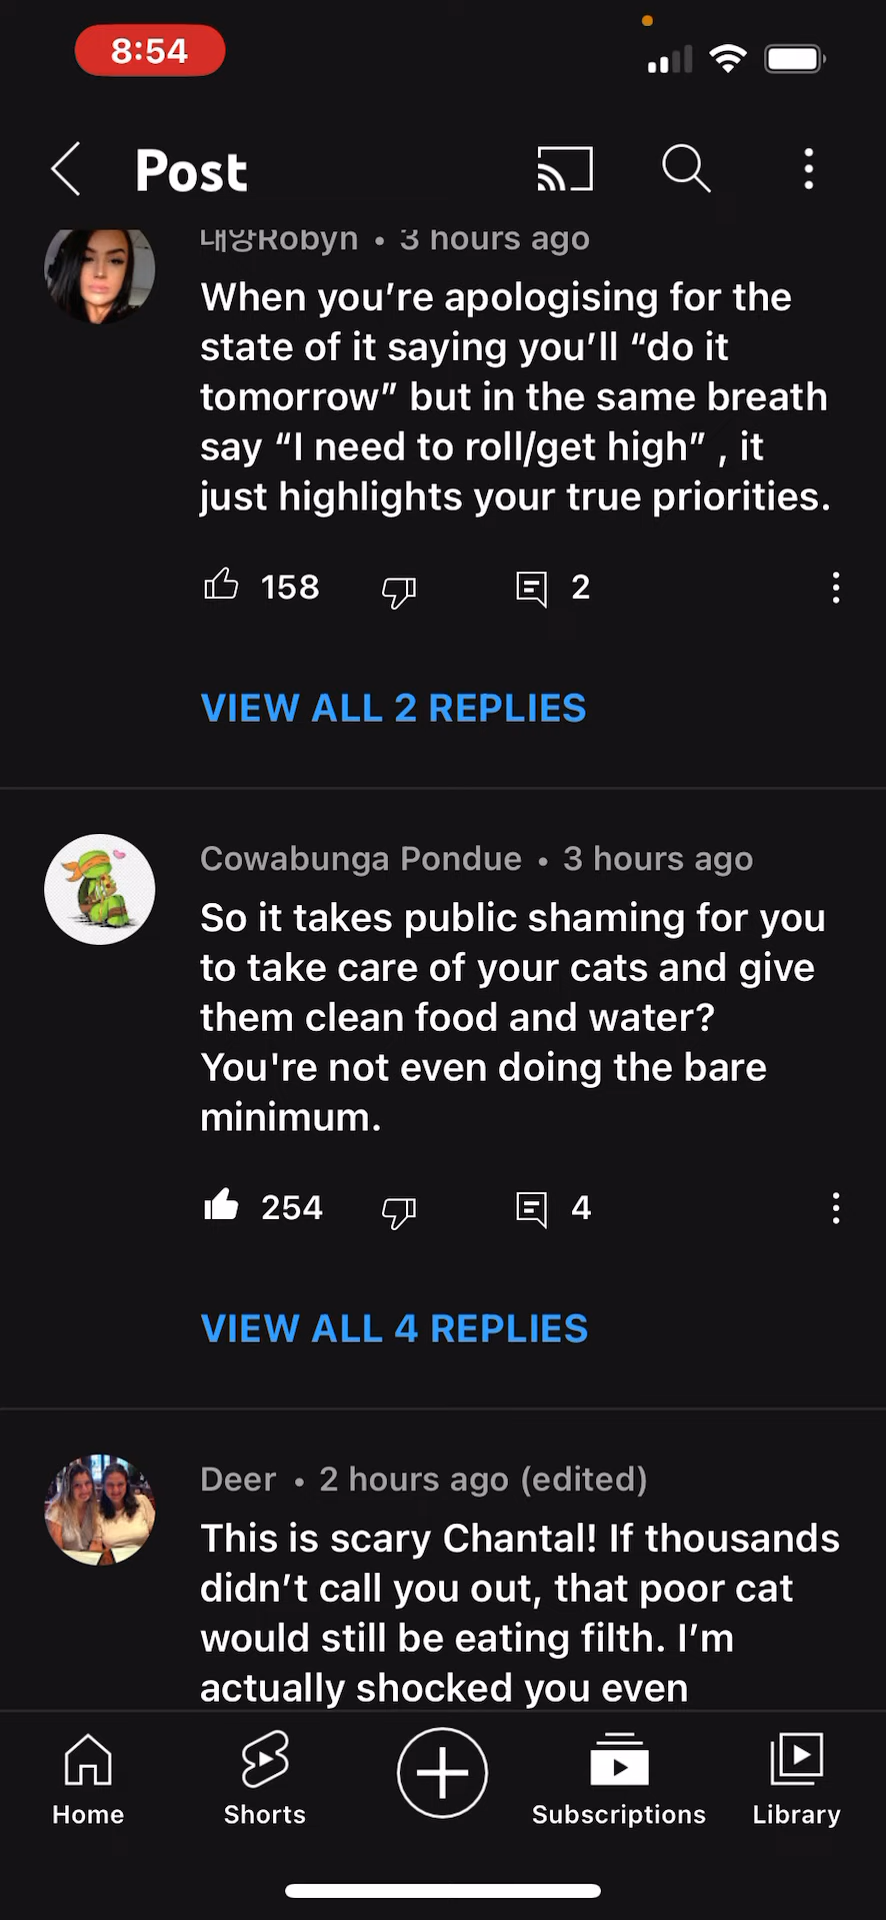 8:54
Post
내양Robyn • 3 hours ago
When you’re apologising for the
state of it saying you’ll “do it
tomorrow” but in the same breath
say “I need to roll/get high” , it
just highlights your true priorities.
158 2
VIEW ALL 2 REPLIES
Cowabunga Pondue • 3 hours ago
So it takes public shaming for you
to take care of your cats and give
them clean food and water?
You're not even doing the bare
minimum.
254 4
VIEW ALL 4 REPLIES
Deer • 2 hours ago (edited)
This is scary Chantal! If thousands
didn’t call you out, that poor cat
would still be eating filth. I’m
actually shocked you even
Home Shorts Subscriptions Library